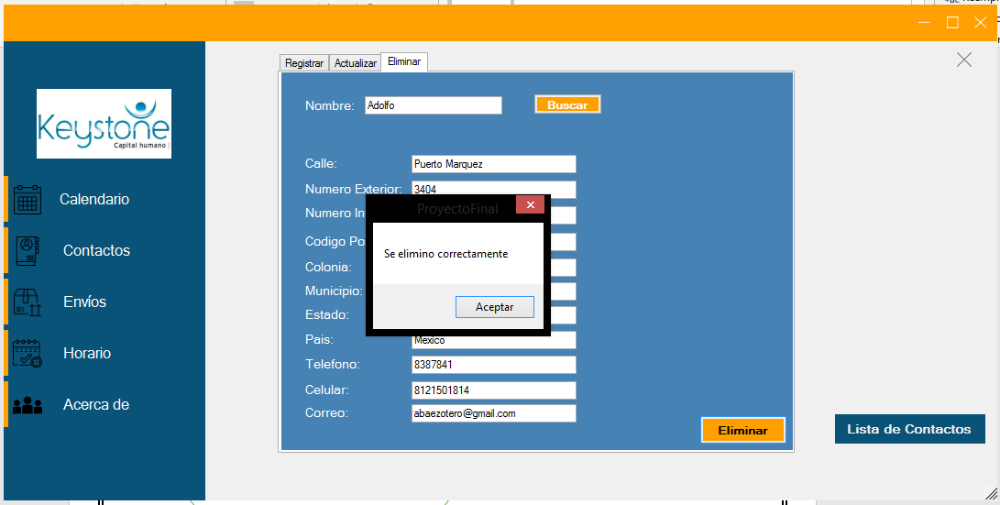 Registrar Actualizar Eliminar
Keystone
Capital humano
Nombre: Adolfo Buscar
Calle: Puerto Marquez
Numero Exterior: 3404
ProyectoFinal
Numero In
Codigo Po
Se elimino correctamente
Colonia:
Municipio:
Aceptar
Estado:
Pais: Mexico
Telefono: 8387841
Celular: 8121501814
Correo: abaezotero@gmail.com
Eliminar
Calendario
Contactos
Envíos
Horario
Acerca de
Lista de Contactos